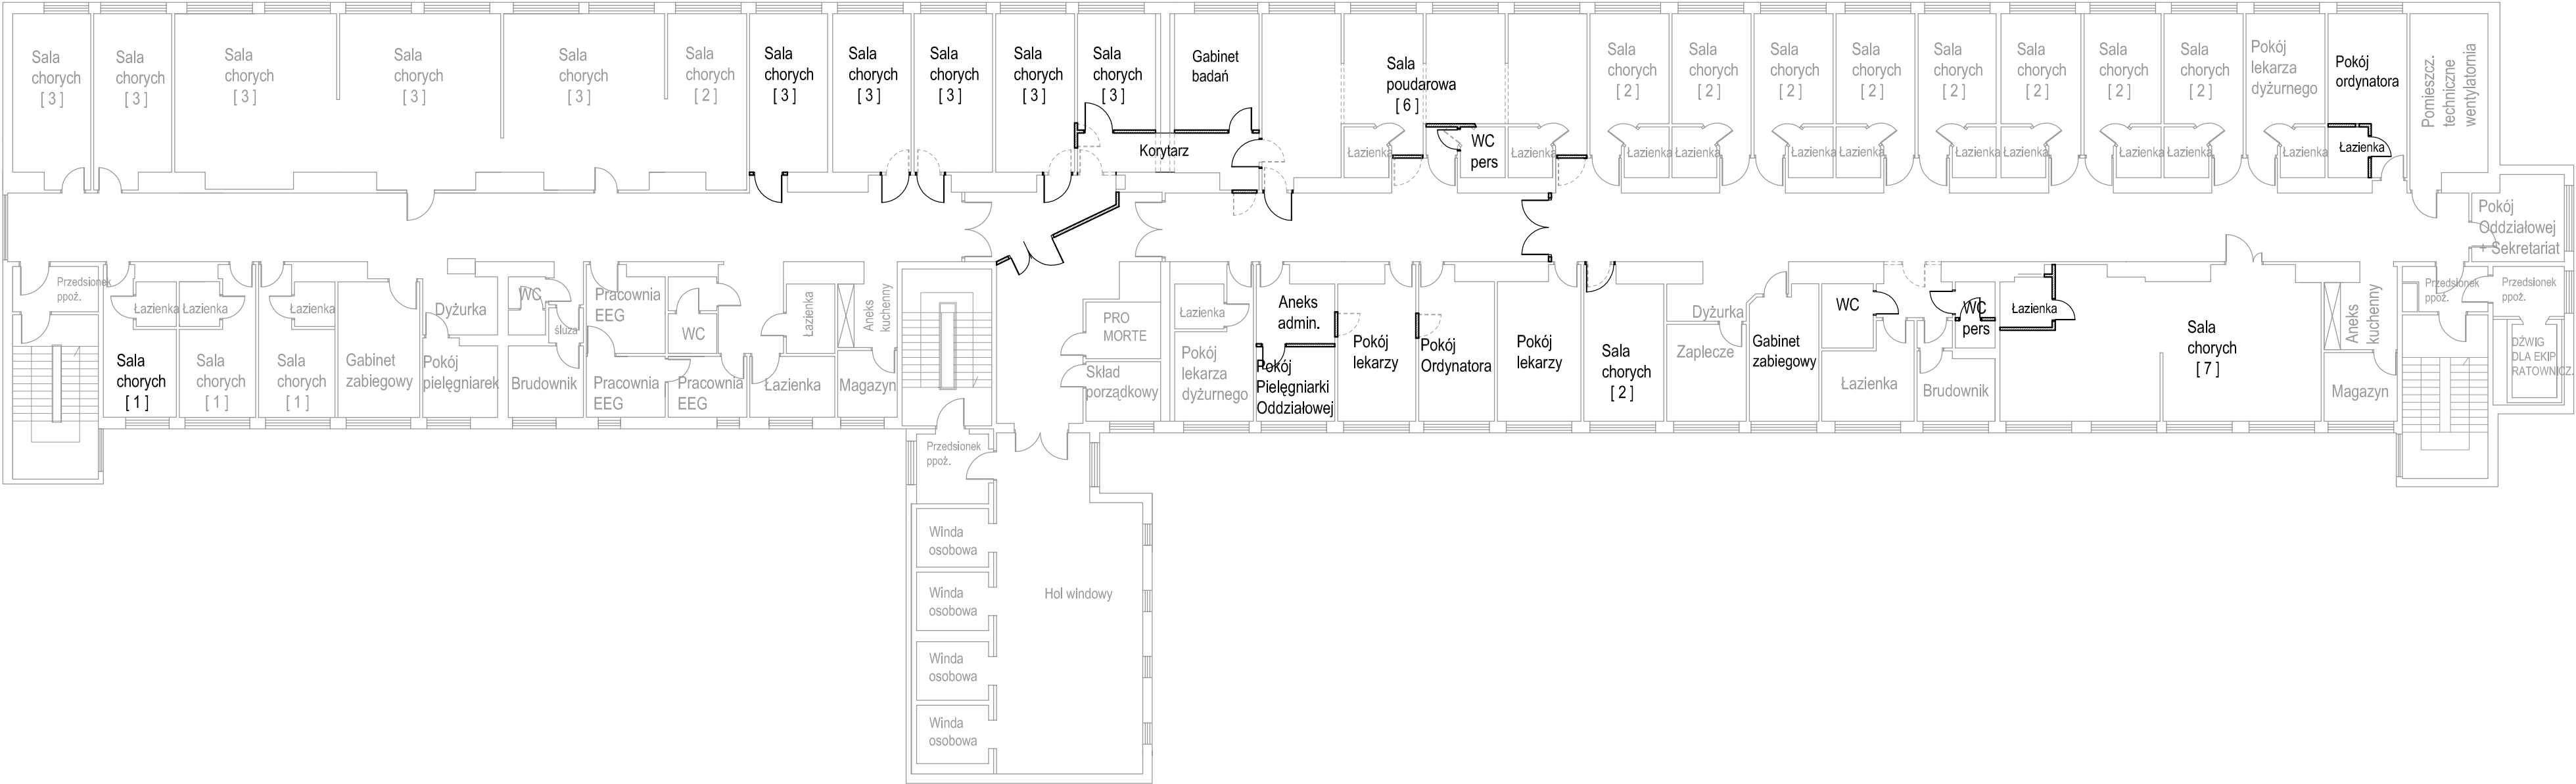 Sala
chorych
[ 3 ]
Sala
chorych
[ 3 ]
Sala
chorych
[ 3 ]
Sala
chorych
[ 3 ]
Sala
chorych
[ 3 ]
Sala
chorych
[ 2 ]
Sala
chorych
[ 3 ]
Sala
chorych
[ 3 ]
Sala
chorych
[ 3 ]
Sala
chorych
[ 3 ]
Sala
chorych
[ 3 ]
Gabinet
badań
Korytarz
Sala
poudarowa
[ 6 ]
Łazienka
WC
pers
Łazienka
Sala
chorych
[ 2 ]
Sala
chorych
[ 2 ]
Sala
chorych
[ 2 ]
Sala
chorych
[ 2 ]
Sala
chorych
[ 2 ]
Sala
chorych
[ 2 ]
Sala
chorych
[ 2 ]
Sala
chorych
[ 2 ]
Łazienka
Łazienka
Łazienka
Łazienka
Łazienka
Łazienka
Łazienka
Łazienka
Pokój
lekarza
dyżurnego
Łazienka
Pokój
ordynatora
Łazienka
Pomieszcz.
techniczne
wentylatornia
Pokój
Oddziałowej
+ Sekretariat
Przedsionek
ppoż.
Łazienka
Łazienka
Łazienka
Sala
chorych
[ 1 ]
Sala
chorych
[ 1 ]
Sala
chorych
[ 1 ]
Gabinet
zabiegowy
Dyżurka
Pokój
pielęgniarek
WC
śluza
Brudownik
Pracownia
EEG
Pracownia
EEG
WC
Pracownia
EEG
Łazienka
Łazienka
Aneks
kuchenny
Magazyn
PRO
MORTE
Skład
porządkowy
Łazienka
Pokój
lekarza
dyżurnego
Aneks
admin.
Pokój
Pielęgniarki
Oddziałowej
Pokój
lekarzy
Pokój
Ordynatora
Pokój
lekarzy
Sala
chorych
[ 2 ]
Dyżurka
Zaplecze
Gabinet
zabiegowy
WC
Łazienka
WC
pers
Brudownik
Łazienka
Sala
chorych
[ 7 ]
Aneks
kuchenny
Magazyn
Przedsionek
ppoż.
Przedsionek
ppoż.
DŹWIG
DLA EKIP
RATOWNICZ.
Przedsionek
ppoż.
Winda
osobowa
Winda
osobowa
Winda
osobowa
Winda
osobowa
Hol windowy